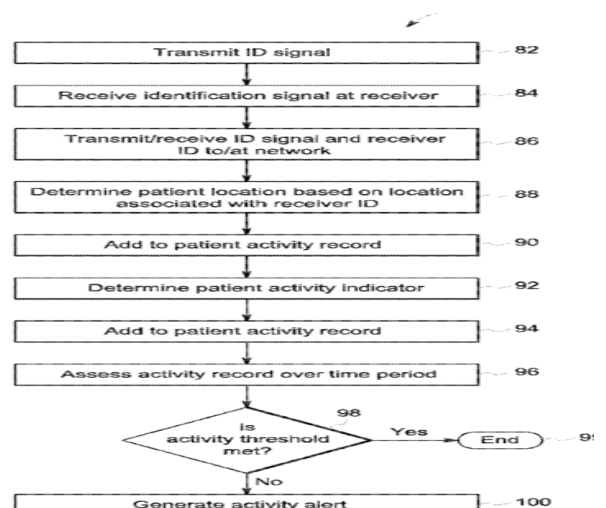 Transmit ID signal 82
Receive identification signal at receiver 84
Transmit/receive ID signal and receiver
ID to/at network 86
Determine patient location based on location
associated with receiver ID 88
Add to patient activity record 90
Determine patient activity indicator 92
Add to patient activity record 94
Assess activity record over time period 96
98
Is
activity threshold
met?
Yes
End
99
No
Generate activity alert 100